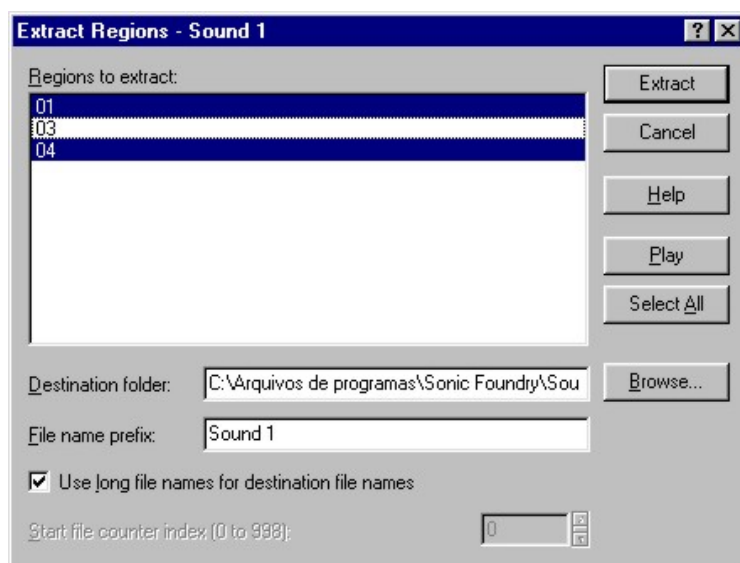 Extract Regions - Sound 1
Regions to extract:
01
03
04
Extract
Cancel
Help
Play
Select All
Destination folder:
C:\Arquivos de programas\Sonic Foundry\Sou
Browse...
File name prefix:
Sound 1
Use long file names for destination file names
Start file counter index (0 to 998):
0